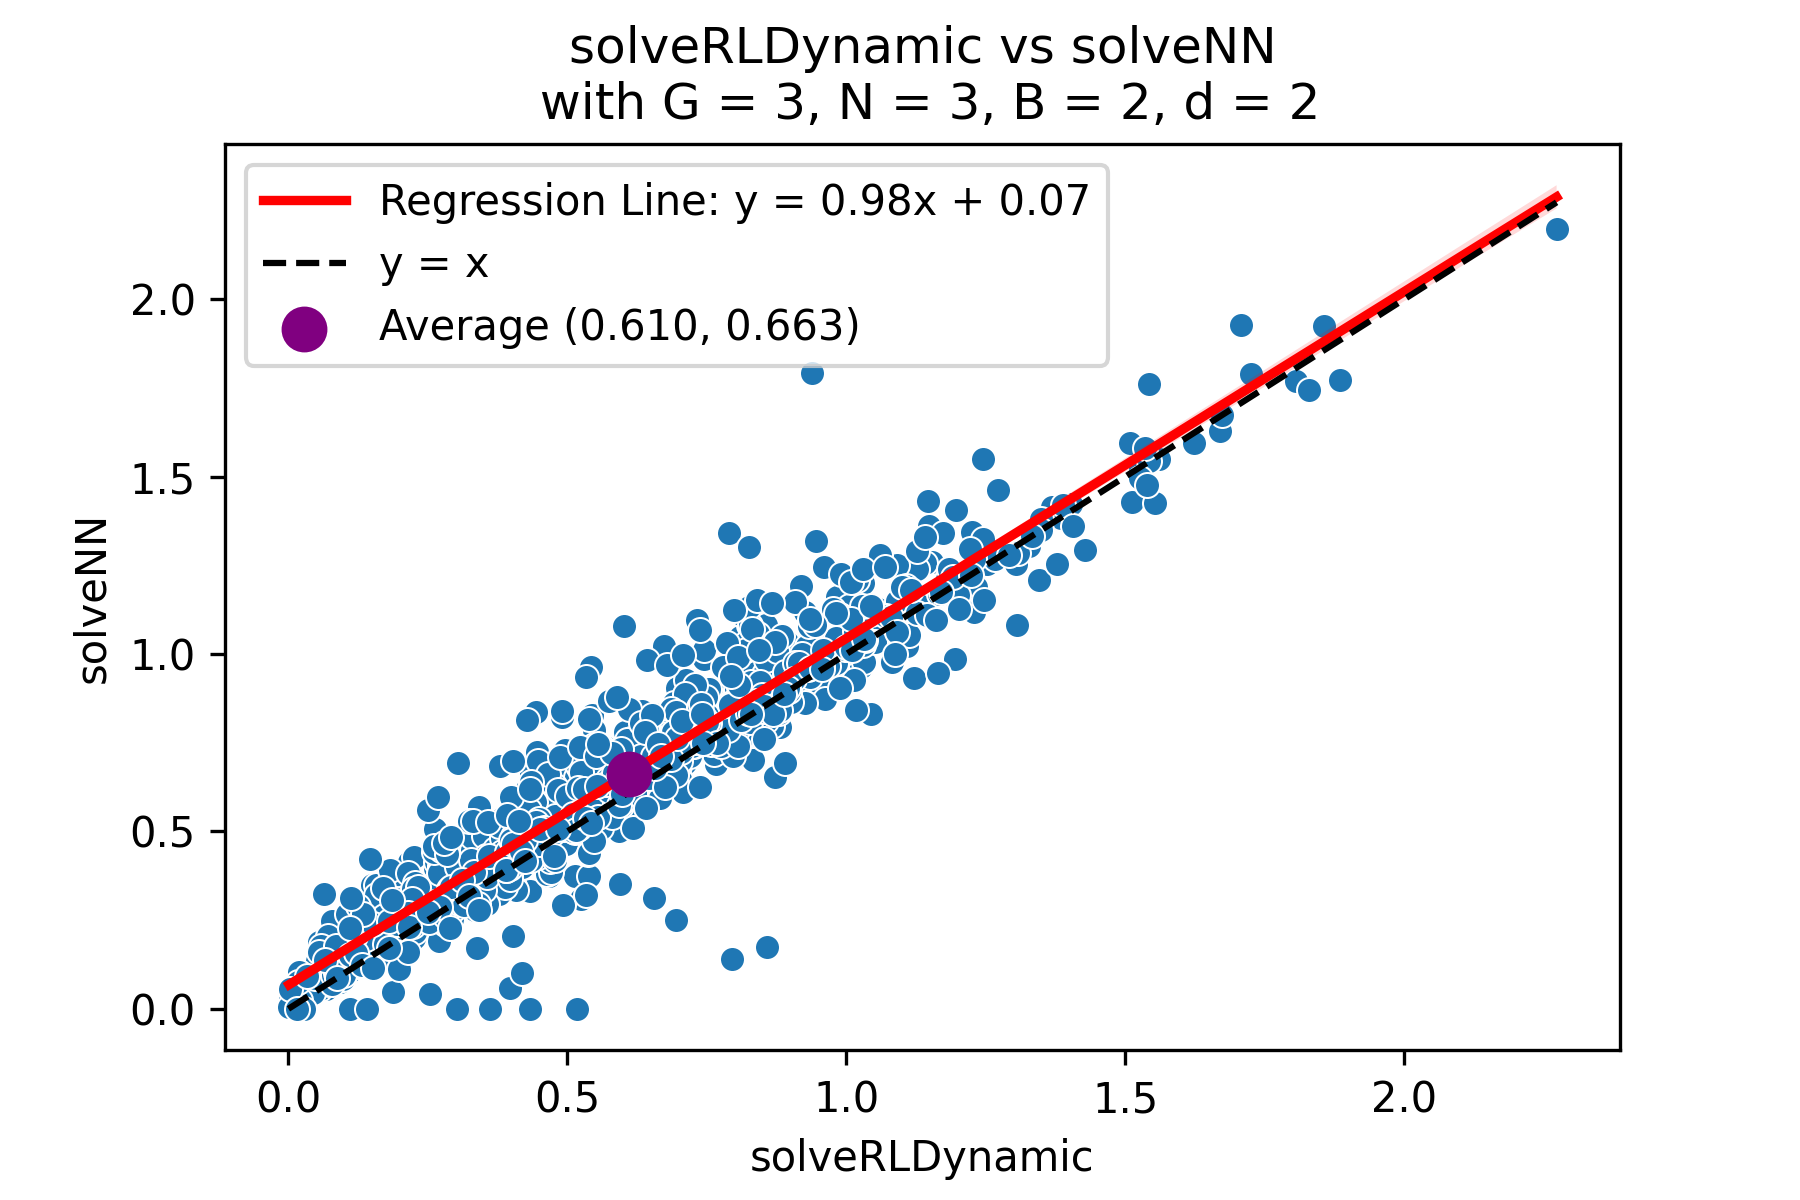 solveRLDynamic vs solveNN
with G = 3, N = 3, B = 2, d = 2
Regression Line: y = 0.98x + 0.07
y = x
Average (0.610, 0.663)
2.0
1.5
1.0
0.5
0.0
solveNN
0.0 0.5 1.0 1.5 2.0
solveRLDynamic